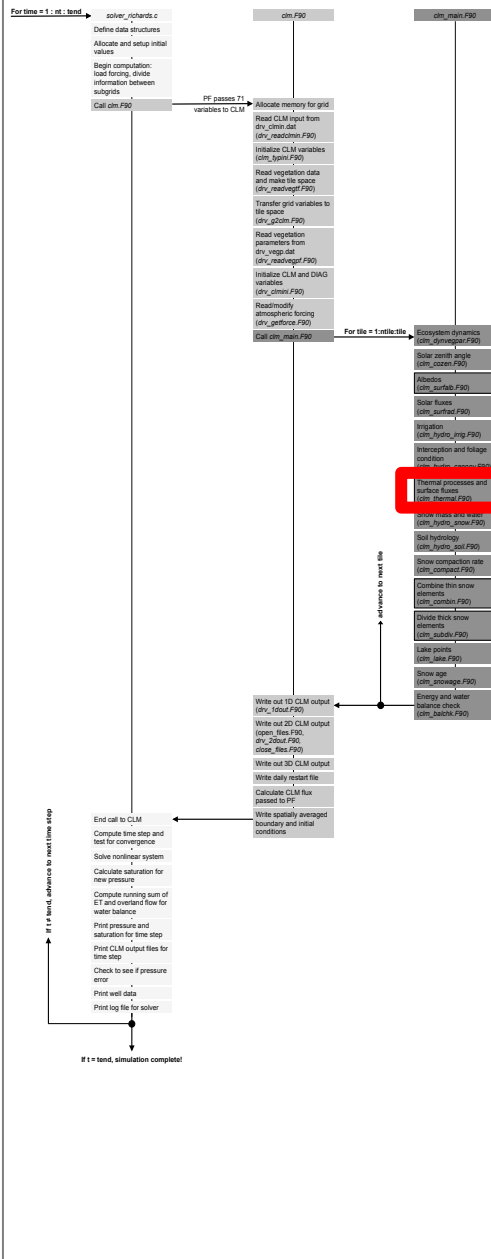 For time = 1 : nt : tend
solver_richards.c
Define data structures
Allocate and setup initial
values
Begin computation:
load forcing, divide
information between
subgrids
Call clm.F90
PF passes 71
variables to CLM
clm.F90
Allocate memory for grid
Read CLM input from
drv_clmin.dat
(drv_readclmin.F90)
Initialize CLM variables
(clm_typini.F90)
Read vegetation data
and make tile space
(drv_readvegtf.F90)
Transfer grid variables to
tile space
(drv_g2clm.F90)
Read vegetation
parameters from
drv_vegp.dat
(drv_readvegpf.F90)
Initialize CLM and DIAG
variables
(drv_clmini.F90)
Read/modify
atmospheric forcing
(drv_getforce.F90)
Call clm_main.F90
For tile = 1:ntile:tile
clm_main.F90
Ecosystem dynamics
(clm_dynvegpar.F90)
Solar zenith angle
(clm_cozen.F90)
Albedos
(clm_surfalb.F90)
Solar fluxes
(clm_surfrad.F90)
Irrigation
(clm_hydro_irrig.F90)
Interception and foliage
condition
(clm_hydro_canopy.F90)
Thermal processes and
surface fluxes
(clm_thermal.F90)
Snow mass and water
(clm_hydro_snow.F90)
Soil hydrology
(clm_hydro_soil.F90)
Snow compaction rate
(clm_compact.F90)
Combine thin snow
elements
(clm_combin.F90)
Divide thick snow
elements
(clm_subdiv.F90)
Lake points
(clm_lake.F90)
Snow age
(clm_snowage.F90)
Energy and water
balance check
(clm_balchk.F90)
advance to next tile
Write out 1D CLM output
(drv_1dout.F90)
Write out 2D CLM output
(open_files.F90,
drv_2dout.F90,
close_files.F90)
Write out 3D CLM output
Write daily restart file
Calculate CLM flux
passed to PF
Write spatially averaged
boundary and initial
conditions
End call to CLM
Compute time step and
test for convergence
Solve nonlinear system
Calculate saturation for
new pressure
Compute running sum of
ET and overland flow for
water balance
Print pressure and
saturation for time step
Print CLM output files for
time step
Check to see if pressure
error
Print well data
Print log file for solver
If t ≠ tend, advance to next time step
If t = tend, simulation complete!